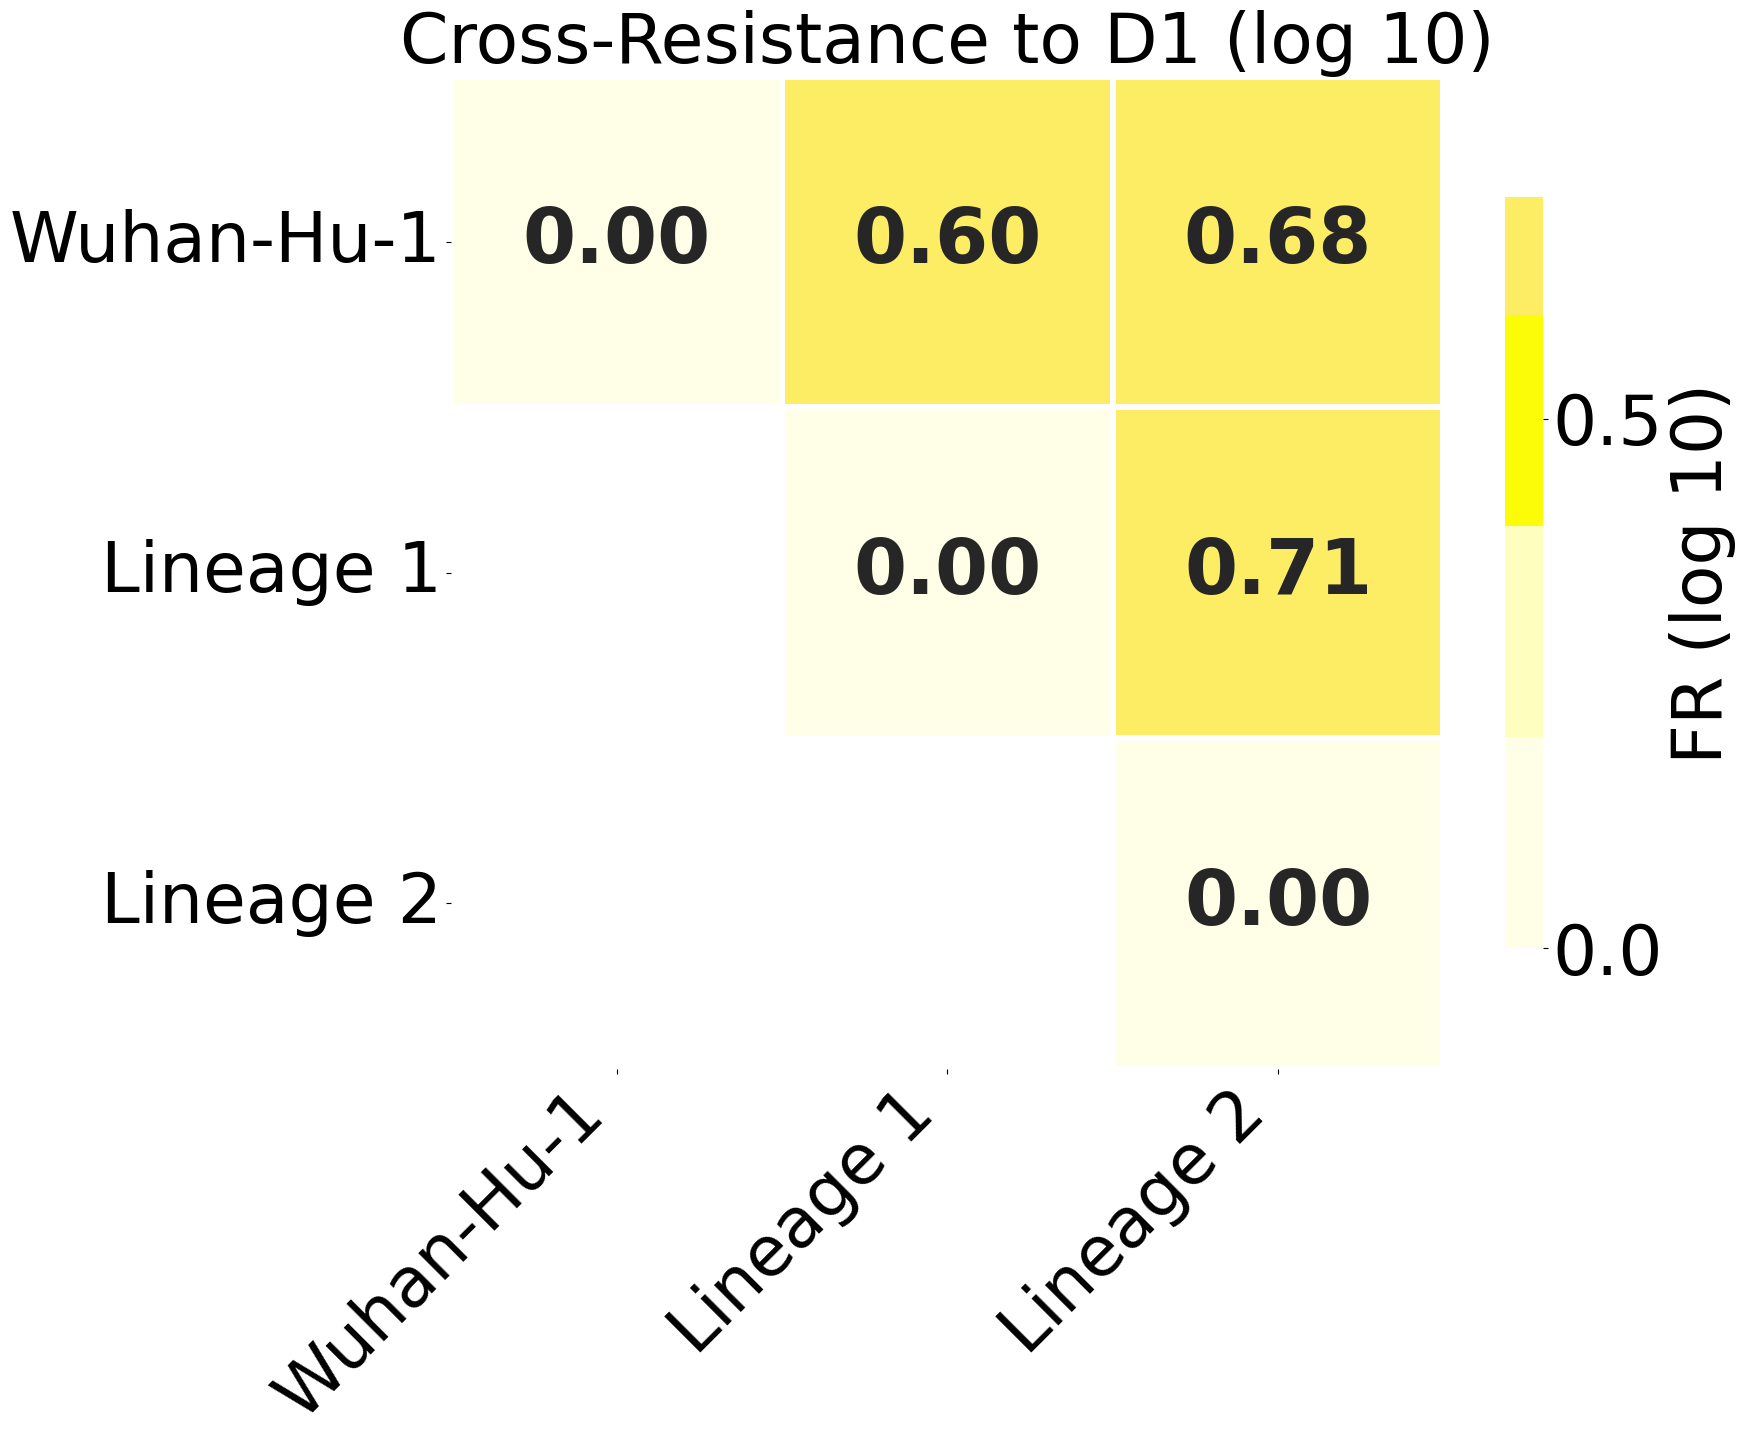 Cross-Resistance to D1 (log 10)
Wuhan-Hu-1
0.00
0.60
0.68
Lineage 1
0.00
0.71
Lineage 2
0.00
Wuhan-Hu-1
Lineage 1
Lineage 2
0.5
0.0
FR (log 10)